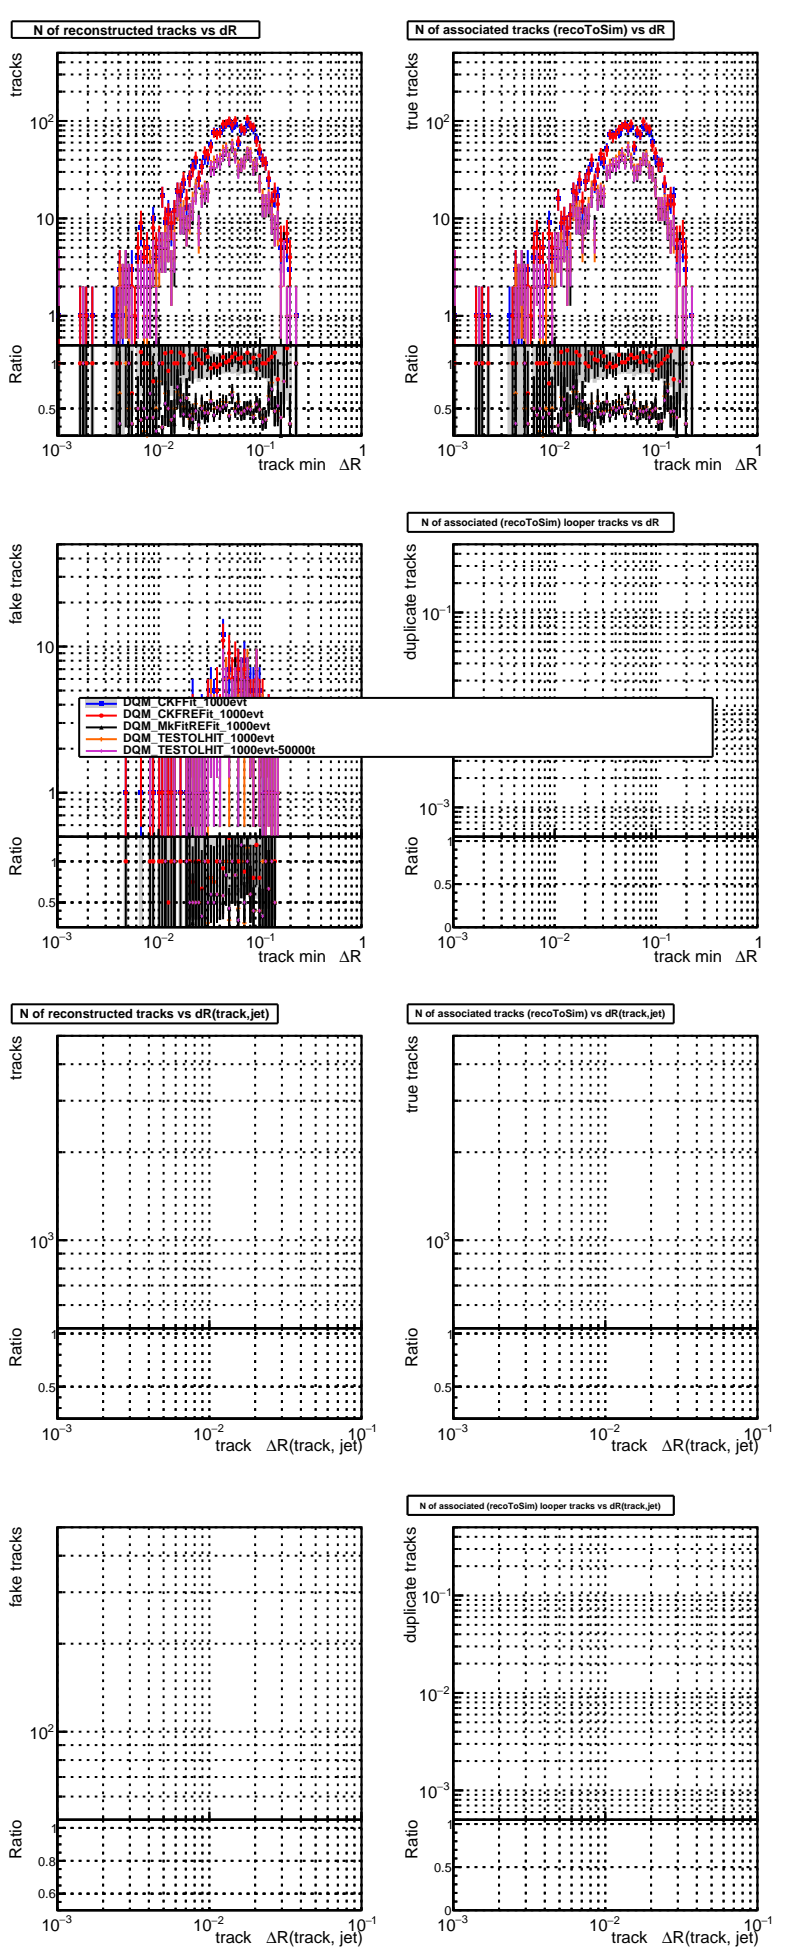 N of reconstructed tracks vs dR
N of associated tracks (recoToSim) vs dR
tracks
10²
10
1
Ratio
1
0.5
10⁻³ 10⁻² 10⁻¹ 1
track min ΔR
true tracks
10²
10
1
Ratio
1
0.5
10⁻³ 10⁻² 10⁻¹ 1
track min ΔR
N of associated (recoToSim) looper tracks vs dR
fake tracks
10
1
Ratio
1
0.5
10⁻³ 10⁻² 10⁻¹ 1
track min ΔR
duplicate tracks
10⁻¹
10⁻³
Ratio
1
0.5
0
10⁻³ 10⁻² 10⁻¹ 1
track min ΔR
DQM_CKFFit_1000evt
DQM_CKFREFit_1000evt
DQM_MkFitREFit_1000evt
DQM_TESTOLHIT_1000evt
DQM_TESTOLHIT_1000evt-50000t
N of reconstructed tracks vs dR(track,jet)
N of associated tracks (recoToSim) vs dR(track,jet)
tracks
10³
Ratio
1
0.5
10⁻³ 10⁻² 10⁻¹
track ΔR(track, jet)
true tracks
10³
Ratio
1
0.5
10⁻³ 10⁻² 10⁻¹
track ΔR(track, jet)
N of associated (recoToSim) looper tracks vs dR(track,jet)
fake tracks
10²
Ratio
1
0.8
0.6
10⁻³ 10⁻² 10⁻¹
track ΔR(track, jet)
duplicate tracks
10⁻¹
10⁻²
10⁻³
Ratio
1
0.5
0
10⁻³ 10⁻² 10⁻¹
track ΔR(track, jet)